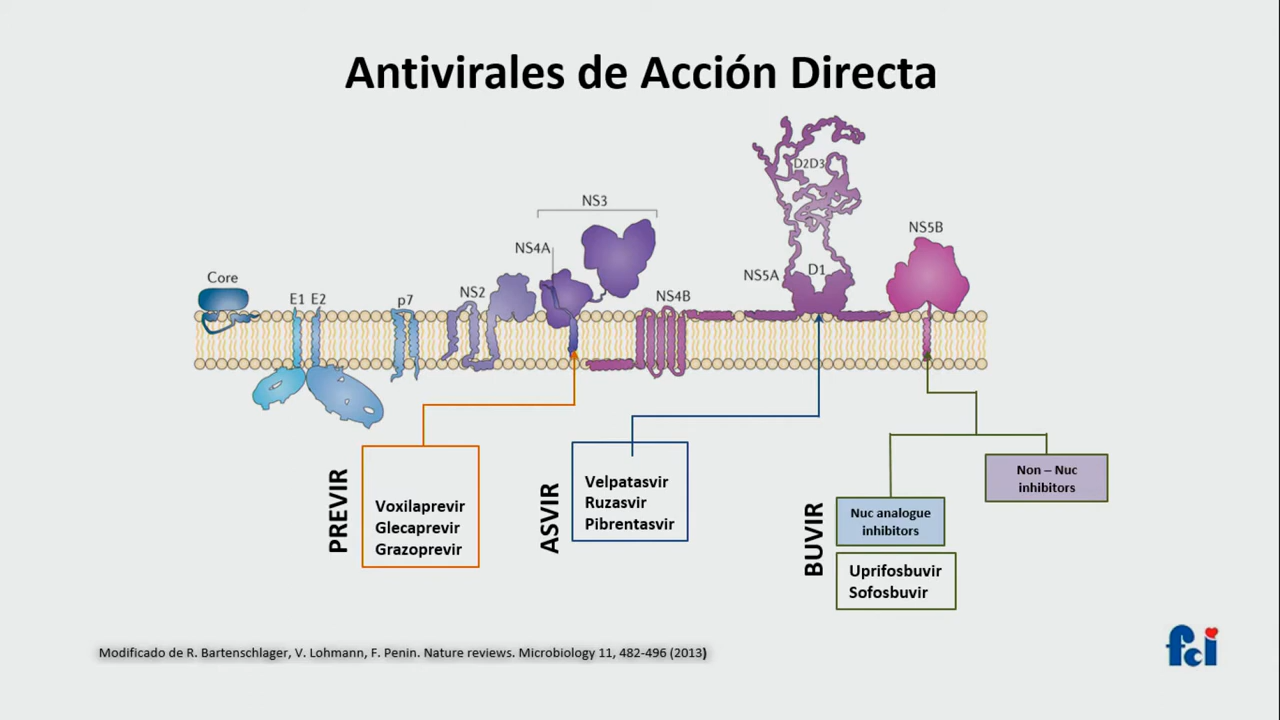 Antivirales de Acción Directa
D2D3
NS3
NS5B
NS4A
D1
NS5A
Core
NS2
NS4B
E1 E2
p7
PREVIR
Voxilaprevir
Glecaprevir
Grazoprevir
ASVIR
Velpatasvir
Ruzasvir
Pibrentasvir
BUVIR
Non – Nuc
inhibitors
Nuc analogue
inhibitors
Uprifosbuvir
Sofosbuvir
Modificado de R. Bartenschlager, V. Lohmann, F. Penin. Nature reviews. Microbiology 11, 482-496 (2013)
fci